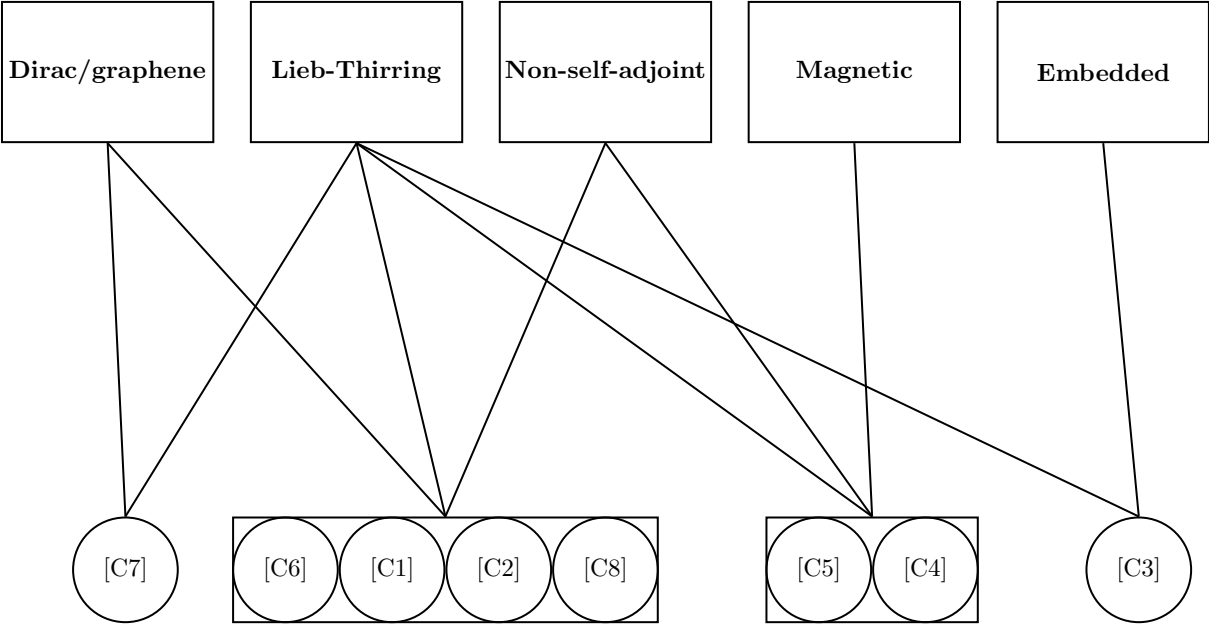 Dirac/graphene
Lieb-Thirring
Non-self-adjoint
Magnetic
Embedded
[C7]
[C6]
[C1]
[C2]
[C8]
[C5]
[C4]
[C3]